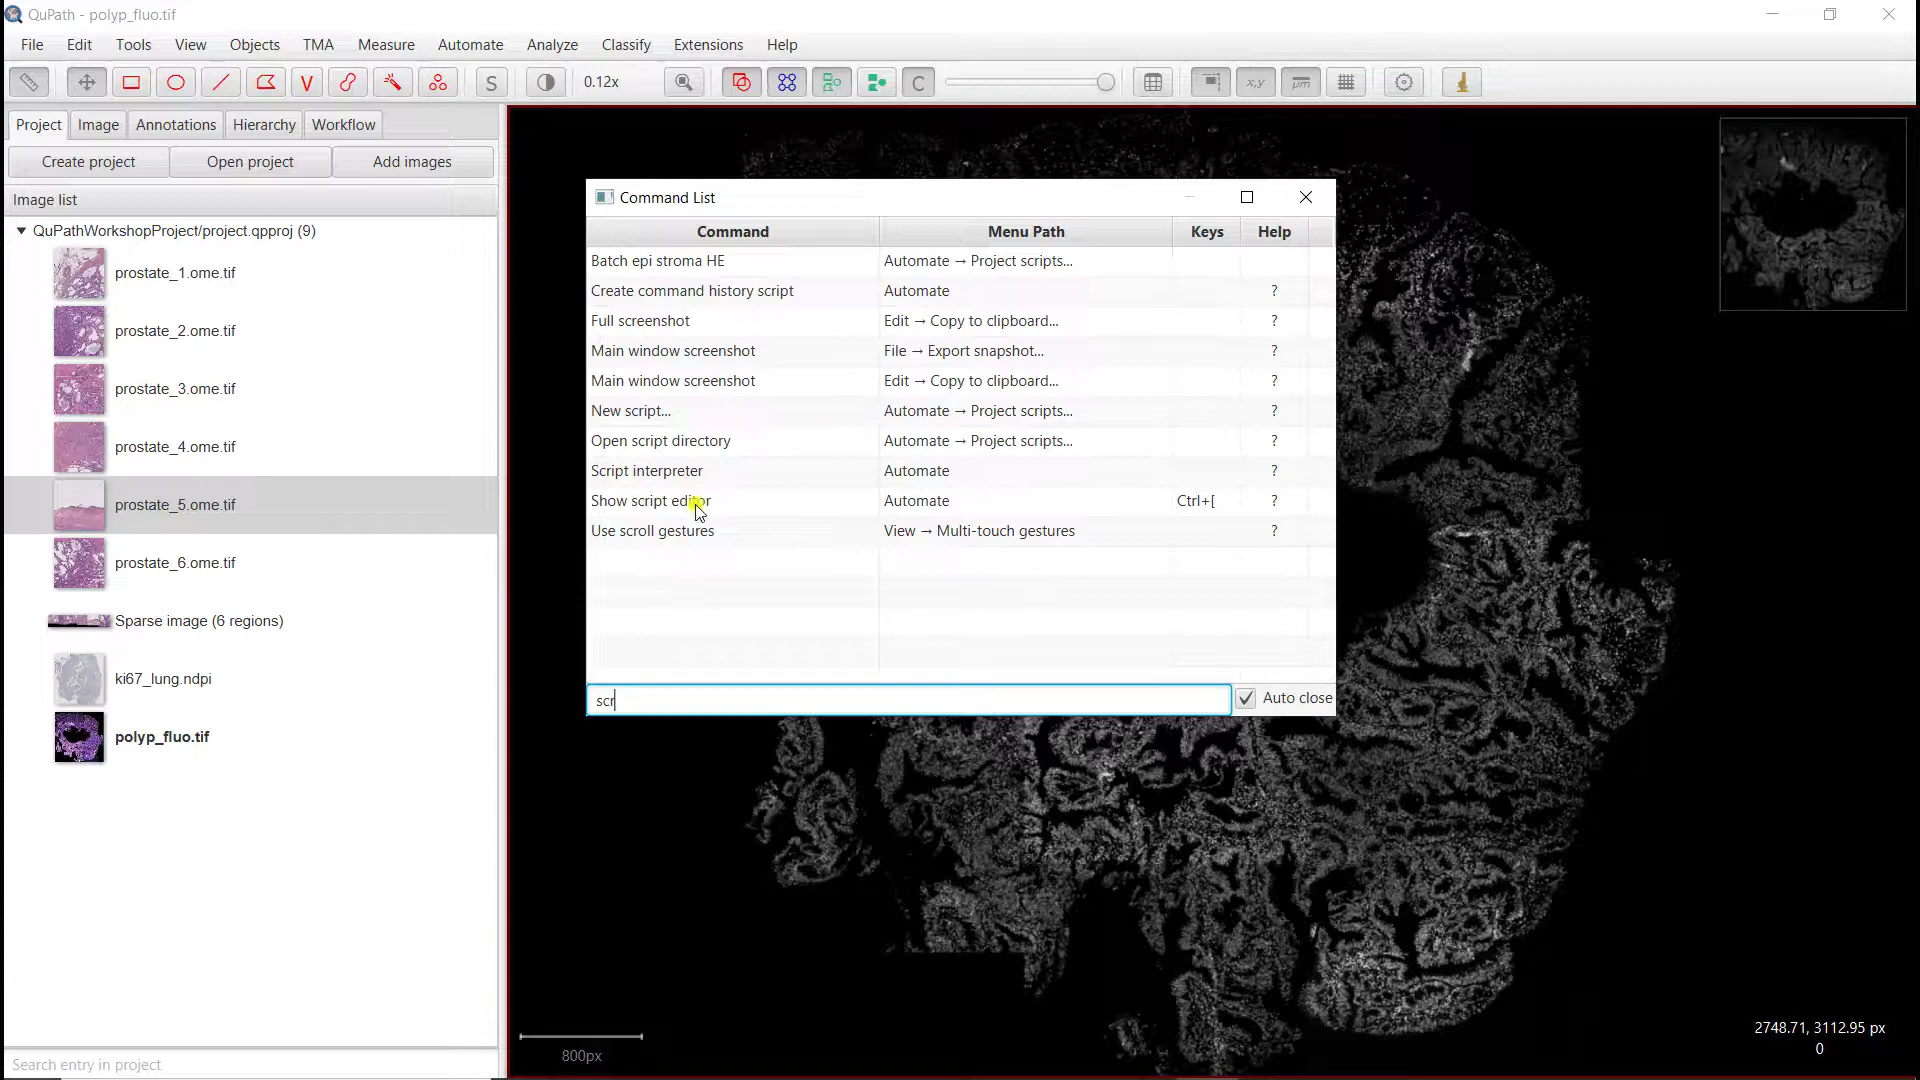 QuPath - polyp_fluo.tif
File Edit Tools View Objects TMA Measure Automate Analyze Classify Extensions Help
V S 0.12x C x,y μm
Project Image Annotations Hierarchy Workflow
Create project Open project Add images
Image list
QuPathWorkshopProject/project.qpproj (9)
prostate_1.ome.tif
prostate_2.ome.tif
prostate_3.ome.tif
prostate_4.ome.tif
prostate_5.ome.tif
prostate_6.ome.tif
Sparse image (6 regions)
ki67_lung.ndpi
polyp_fluo.tif
Search entry in project
Command List
Command Menu Path Keys Help
Batch epi stroma HE Automate → Project scripts...
Create command history script Automate ?
Full screenshot Edit → Copy to clipboard... ?
Main window screenshot File → Export snapshot... ?
Main window screenshot Edit → Copy to clipboard... ?
New script... Automate → Project scripts... ?
Open script directory Automate → Project scripts... ?
Script interpreter Automate ?
Show script editor Automate Ctrl+[ ?
Use scroll gestures View → Multi-touch gestures ?
scr Auto close
800px
2748.71, 3112.95 px
0